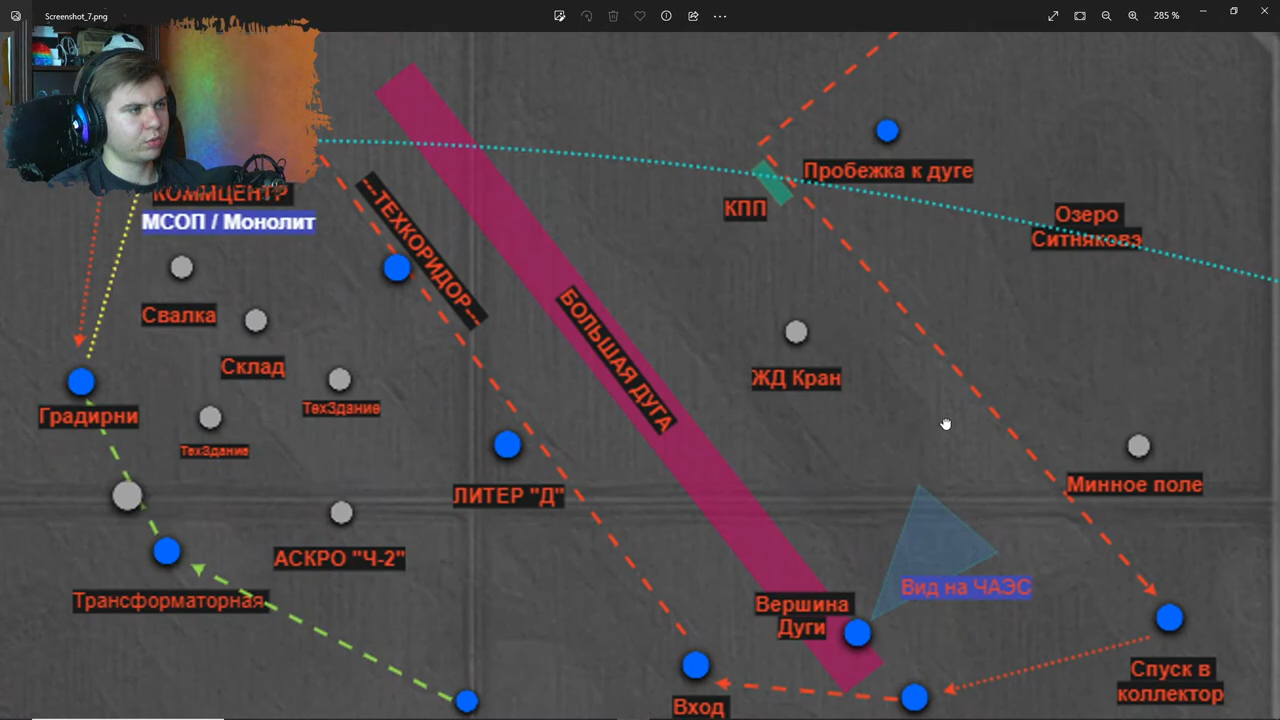 Screenshot_7.png
285 %
КОММЦЕНТР
МСОП / Монолит
---ТЕХКОРИДОР---
Пробежка к дуге
КПП
Озеро
Ситняковэ
Свалка
Склад
БОЛЬШАЯ ДУГА
ЖД Кран
ТехЗдание
Градирни
ТехЗдание
ЛИТЕР "Д"
Минное поле
АСКРО "Ч-2"
Вид на ЧАЭС
Трансформаторная
Вершина
Дуги
Спуск в
коллектор
Вход